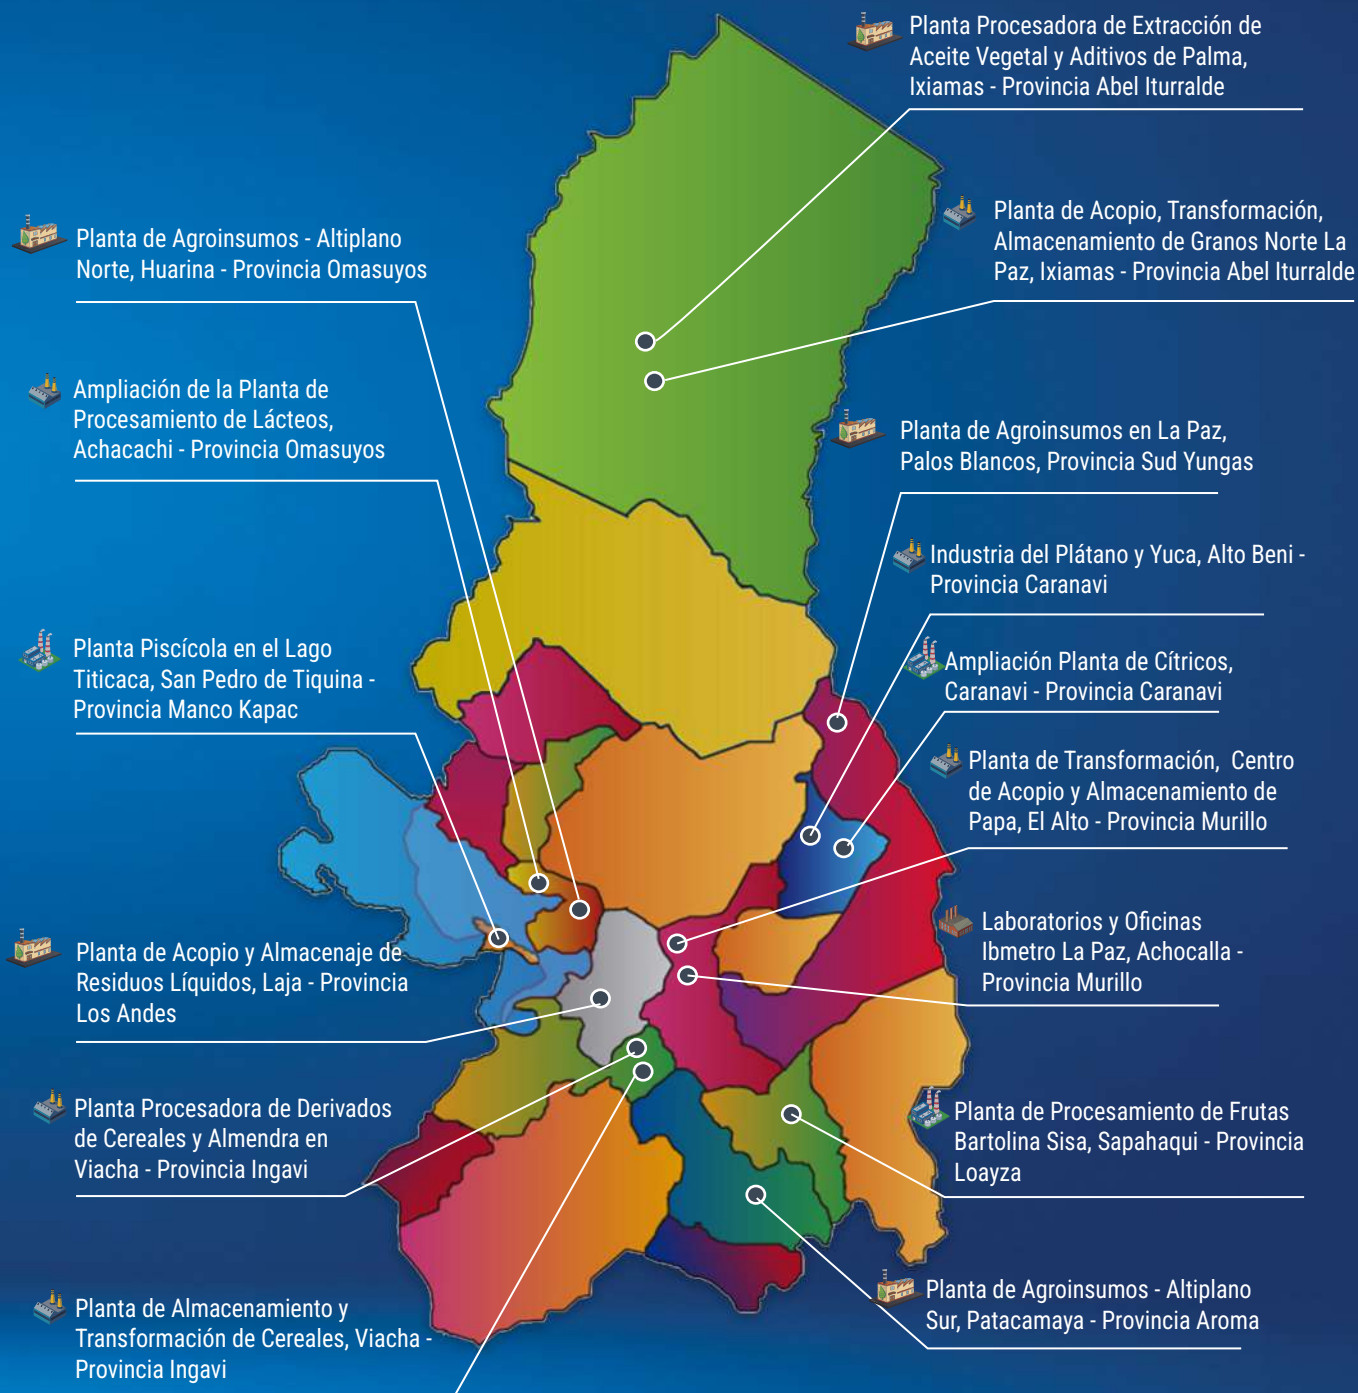 Planta Procesadora de Extracción de
Aceite Vegetal y Aditivos de Palma,
Ixiamas - Provincia Abel Iturralde
Planta de Acopio, Transformación,
Almacenamiento de Granos Norte La
Paz, Ixiamas - Provincia Abel Iturralde
Planta de Agroinsumos - Altiplano
Norte, Huarina - Provincia Omasuyos
Ampliación de la Planta de
Procesamiento de Lácteos,
Achacachi - Provincia Omasuyos
Planta de Agroinsumos en La Paz,
Palos Blancos, Provincia Sud Yungas
Industria del Plátano y Yuca, Alto Beni -
Provincia Caranavi
Planta Piscícola en el Lago
Titicaca, San Pedro de Tiquina -
Provincia Manco Kapac
Ampliación Planta de Cítricos,
Caranavi - Provincia Caranavi
Planta de Transformación, Centro
de Acopio y Almacenamiento de
Papa, El Alto - Provincia Murillo
Laboratorios y Oficinas
Ibmetro La Paz, Achocalla -
Provincia Murillo
Planta de Acopio y Almacenaje de
Residuos Líquidos, Laja - Provincia
Los Andes
Planta Procesadora de Derivados
de Cereales y Almendra en
Viacha - Provincia Ingavi
Planta de Procesamiento de Frutas
Bartolina Sisa, Sapahaqui - Provincia
Loayza
Planta de Almacenamiento y
Transformación de Cereales, Viacha -
Provincia Ingavi
Planta de Agroinsumos - Altiplano
Sur, Patacamaya - Provincia Aroma